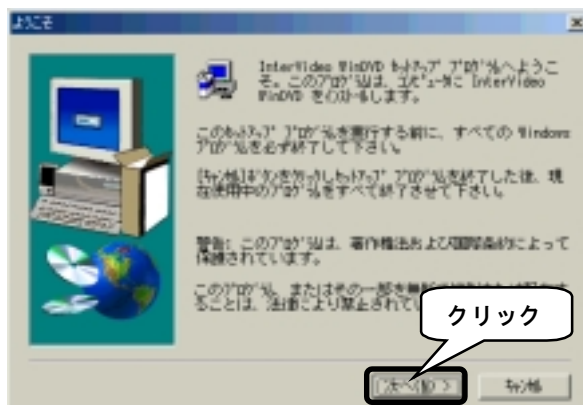 ようこそ
InterVideo WinDVD ｾｯﾄｱｯﾌﾟ ﾌﾟﾛｸﾞﾗﾑへようこ
そ。このﾌﾟﾛｸﾞﾗﾑは、ｺﾝﾋﾟｭｰﾀに InterVideo
WinDVD をｲﾝｽﾄｰﾙします。
このｾｯﾄｱｯﾌﾟ ﾌﾟﾛｸﾞﾗﾑを実行する前に、すべての Windows
ﾌﾟﾛｸﾞﾗﾑを必ず終了して下さい。
[ｷｬﾝｾﾙ]ﾎﾞﾀﾝをｸﾘｯｸしｾｯﾄｱｯﾌﾟ ﾌﾟﾛｸﾞﾗﾑを終了した後、現
在使用中のﾌﾟﾛｸﾞﾗﾑをすべて終了させて下さい。
警告: このﾌﾟﾛｸﾞﾗﾑは、著作権法および国際条約によって
保護されています。
このﾌﾟﾛｸﾞﾗﾑ、またはその一部を無断で
ることは、法律により禁止されてい
クリック
次へ(N) >
ｷｬﾝｾﾙ